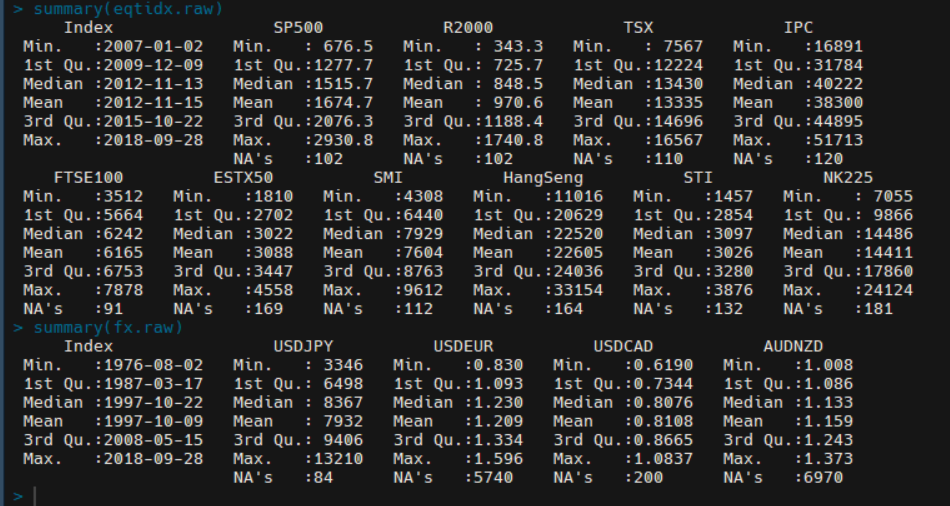 > summary(eqtidx.raw)
     Index                SP500            R2000             TSX             IPC
 Min.   :2007-01-02   Min.   : 676.5   Min.   : 343.3   Min.   : 7567   Min.   :16891
 1st Qu.:2009-12-09   1st Qu.:1277.7   1st Qu.: 725.7   1st Qu.:12224   1st Qu.:31784
 Median :2012-11-13   Median :1515.7   Median : 848.5   Median :13430   Median :40222
 Mean   :2012-11-15   Mean   :1674.7   Mean   : 970.6   Mean   :13335   Mean   :38300
 3rd Qu.:2015-10-22   3rd Qu.:2076.3   3rd Qu.:1188.4   3rd Qu.:14696   3rd Qu.:44895
 Max.   :2018-09-28   Max.   :2930.8   Max.   :1740.8   Max.   :16567   Max.   :51713
                      NA's   :102      NA's   :102      NA's   :110     NA's   :120
    FTSE100         ESTX50          SMI          HangSeng          STI           NK225
 Min.   :3512   Min.   :1810   Min.   :4308   Min.   :11016   Min.   :1457   Min.   : 7055
 1st Qu.:5664   1st Qu.:2702   1st Qu.:6440   1st Qu.:20629   1st Qu.:2854   1st Qu.: 9866
 Median :6242   Median :3022   Median :7929   Median :22520   Median :3097   Median :14486
 Mean   :6165   Mean   :3088   Mean   :7604   Mean   :22605   Mean   :3026   Mean   :14411
 3rd Qu.:6753   3rd Qu.:3447   3rd Qu.:8763   3rd Qu.:24036   3rd Qu.:3280   3rd Qu.:17860
 Max.   :7878   Max.   :4558   Max.   :9612   Max.   :33154   Max.   :3876   Max.   :24124
 NA's   :91     NA's   :169    NA's   :112    NA's   :164     NA's   :132    NA's   :181
> summary(fx.raw)
     Index                USDJPY          USDEUR          USDCAD           AUDNZD
 Min.   :1976-08-02   Min.   : 3346   Min.   :0.830   Min.   :0.6190   Min.   :1.008
 1st Qu.:1987-03-17   1st Qu.: 6498   1st Qu.:1.093   1st Qu.:0.7344   1st Qu.:1.086
 Median :1997-10-22   Median : 8367   Median :1.230   Median :0.8076   Median :1.133
 Mean   :1997-10-09   Mean   : 7932   Mean   :1.209   Mean   :0.8108   Mean   :1.159
 3rd Qu.:2008-05-15   3rd Qu.: 9406   3rd Qu.:1.334   3rd Qu.:0.8665   3rd Qu.:1.243
 Max.   :2018-09-28   Max.   :13210   Max.   :1.596   Max.   :1.0837   Max.   :1.373
                      NA's   :84      NA's   :5740    NA's   :200      NA's   :6970
>